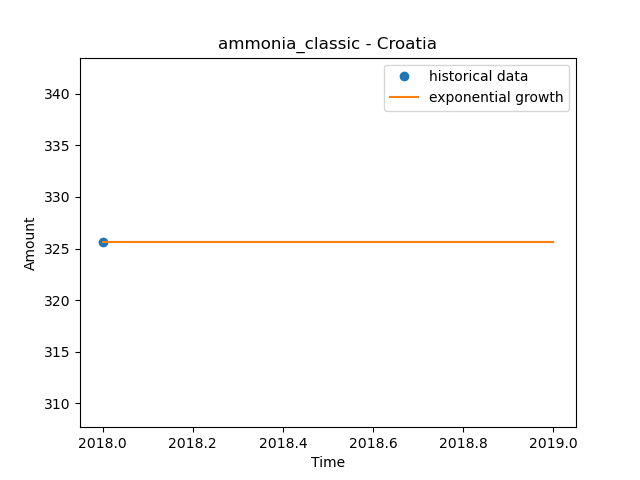 ammonia_classic - Croatia
historical data
exponential growth
340
335
330
325
320
315
310
Amount
2018.0 2018.2 2018.4 2018.6 2018.8 2019.0
Time